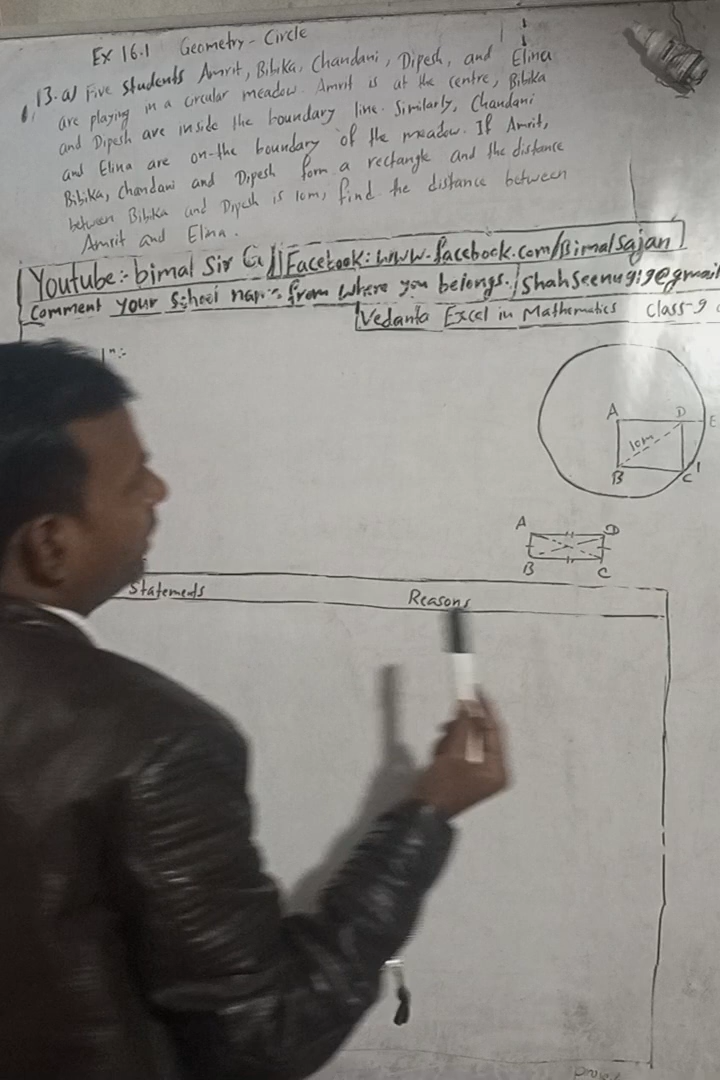 Ex 16.1 Geometry - Circle
13. a) Five students Amrit, Bibika, Chandani, Dipesh, and Elina
are playing in a circular meadow. Amrit is at the centre, Bibika
and Dipesh are inside the boundary line. Similarly, Chandani
and Elina are on-the boundary of the meadow. If Amrit,
Bibika, Chandani and Dipesh form a rectangle and the distance
between Bibika and Dipesh is 10m, find the distance between
Amrit and Elina.
Youtube:- bimal Sir Facebook: www.facebook.com/Bimalsajan
Comment your school name from where you belongs.
Vedanta Excel in Mathematics Class-9
A D E
10m
B C
A D
B C
Statements Reasons